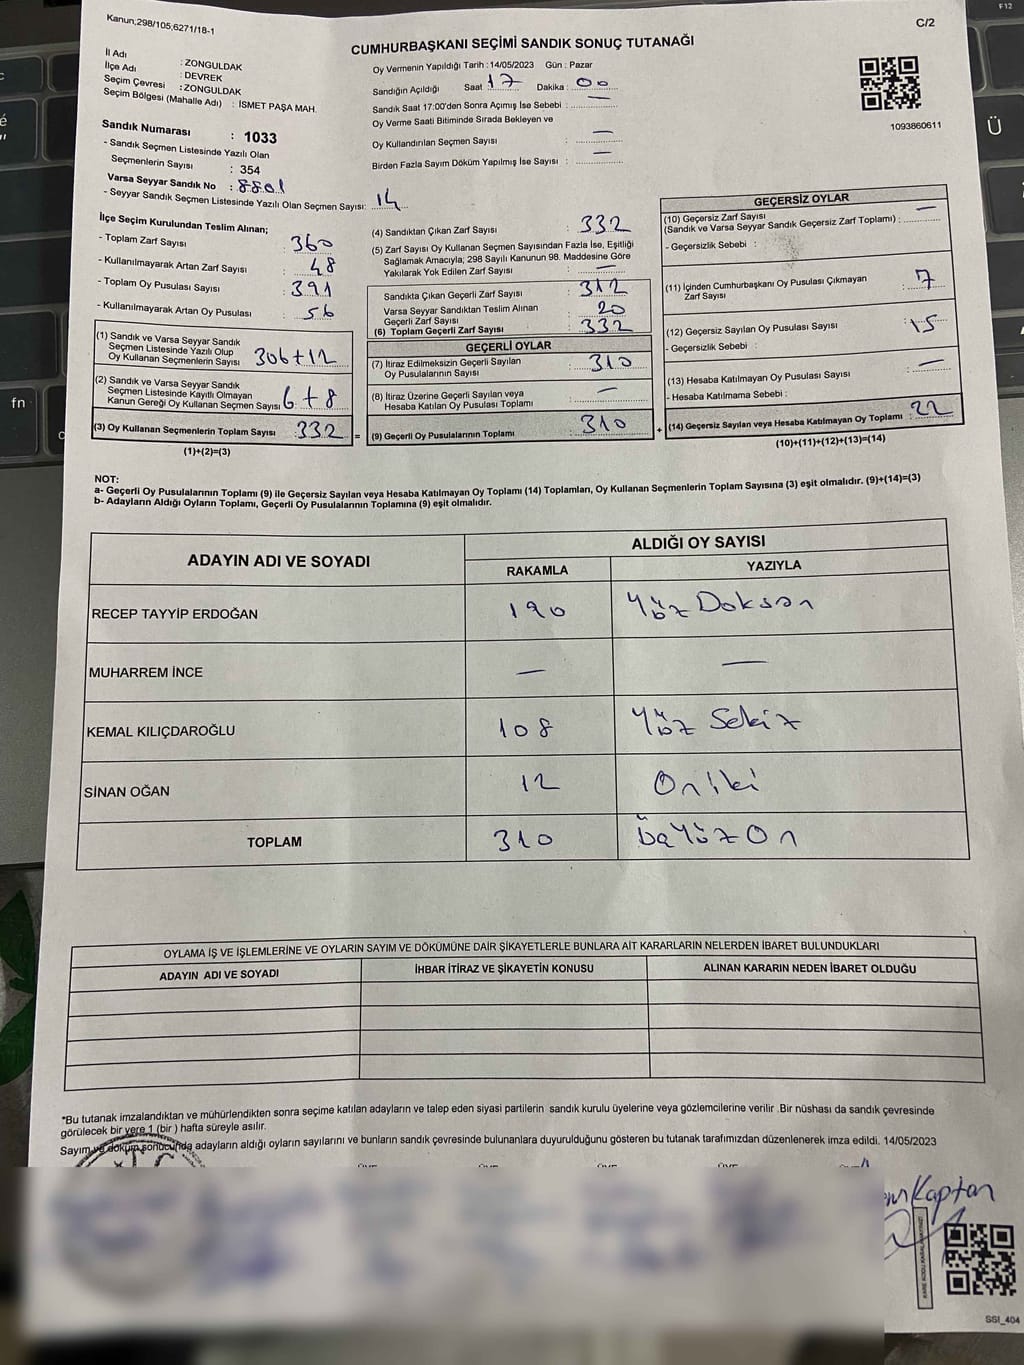 Kanun;298/105;6271/18-1
C/2
CUMHURBAŞKANI SEÇİMİ SANDIK SONUÇ TUTANAĞI
İl Adı : ZONGULDAK
İlçe Adı : DEVREK
Seçim Çevresi : ZONGULDAK
Seçim Bölgesi (Mahalle Adı) : İSMET PAŞA MAH.
Sandık Numarası : 1033
- Sandık Seçmen Listesinde Yazılı Olan
Seçmenlerin Sayısı : 354
Varsa Seyyar Sandık No : 8801
- Seyyar Sandık Seçmen Listesinde Yazılı Olan Seçmen Sayısı: 14
Oy Vermenin Yapıldığı Tarih : 14/05/2023 Gün : Pazar
Sandığın Açıldığı Saat : 17 Dakika : 00
Sandık Saat 17:00'den Sonra Açımış İse Sebebi : —
Oy Verme Saati Bitiminde Sırada Bekleyen ve
Oy Kullandırılan Seçmen Sayısı : —
Birden Fazla Sayım Döküm Yapılmış İse Sayısı : —
1093860611
İlçe Seçim Kurulundan Teslim Alınan;
- Toplam Zarf Sayısı : 360
- Kullanılmayarak Artan Zarf Sayısı : 48
- Toplam Oy Pusulası Sayısı : 391
- Kullanılmayarak Artan Oy Pusulası : 56
(1) Sandık ve Varsa Seyyar Sandık
Seçmen Listesinde Yazılı Olup
Oy Kullanan Seçmenlerin Sayısı 306+12
(2) Sandık ve Varsa Seyyar Sandık
Seçmen Listesinde Kayıtlı Olmayan
Kanun Gereği Oy Kullanan Seçmen Sayısı 6+8
(3) Oy Kullanan Seçmenlerin Toplam Sayısı 332 =
(1)+(2)=(3)
(4) Sandıktan Çıkan Zarf Sayısı : 332
(5) Zarf Sayısı Oy Kullanan Seçmen Sayısından Fazla İse, Eşitliği
Sağlamak Amacıyla; 298 Sayılı Kanunun 98. Maddesine Göre
Yakılarak Yok Edilen Zarf Sayısı : —
Sandıkta Çıkan Geçerli Zarf Sayısı : 312
Varsa Seyyar Sandıktan Teslim Alınan
Geçerli Zarf Sayısı : 20
(6) Toplam Geçerli Zarf Sayısı : 332
GEÇERLİ OYLAR
(7) İtiraz Edilmeksizin Geçerli Sayılan
Oy Pusulalarının Sayısı : 310
(8) İtiraz Üzerine Geçerli Sayılan veya
Hesaba Katılan Oy Pusulası Toplamı : —
(9) Geçerli Oy Pusulalarının Toplamı : 310 +
GEÇERSİZ OYLAR
(10) Geçersiz Zarf Sayısı
(Sandık ve Varsa Seyyar Sandık Geçersiz Zarf Toplamı) : —
- Geçersizlik Sebebi :
(11) İçinden Cumhurbaşkanı Oy Pusulası Çıkmayan
Zarf Sayısı : 7
(12) Geçersiz Sayılan Oy Pusulası Sayısı : 15
- Geçersizlik Sebebi :
(13) Hesaba Katılmayan Oy Pusulası Sayısı : —
- Hesaba Katılmama Sebebi :
(14) Geçersiz Sayılan veya Hesaba Katılmayan Oy Toplamı : 22
(10)+(11)+(12)+(13)=(14)
NOT:
a- Geçerli Oy Pusulalarının Toplamı (9) ile Geçersiz Sayılan veya Hesaba Katılmayan Oy Toplamı (14) Toplamları, Oy Kullanan Seçmenlerin Toplam Sayısına (3) eşit olmalıdır. (9)+(14)=(3)
b- Adayların Aldığı Oyların Toplamı, Geçerli Oy Pusulalarının Toplamına (9) eşit olmalıdır.
ADAYIN ADI VE SOYADI
ALDIĞI OY SAYISI
RAKAMLA YAZIYLA
RECEP TAYYİP ERDOĞAN 190 Yüz Doksan
MUHARREM İNCE — —
KEMAL KILIÇDAROĞLU 108 Yüz Sekiz
SİNAN OĞAN 12 Oniki
TOPLAM 310 üçYüzOn
OYLAMA İŞ VE İŞLEMLERİNE VE OYLARIN SAYIM VE DÖKÜMÜNE DAİR ŞİKAYETLERLE BUNLARA AİT KARARLARIN NELERDEN İBARET BULUNDUKLARI
ADAYIN ADI VE SOYADI İHBAR İTİRAZ VE ŞİKAYETİN KONUSU ALINAN KARARIN NEDEN İBARET OLDUĞU
*Bu tutanak imzalandıktan ve mühürlendikten sonra seçime katılan adayların ve talep eden siyasi partilerin sandık kurulu üyelerine veya gözlemcilerine verilir .Bir nüshası da sandık çevresinde
görülecek bir yere 1 (bir ) hafta süreyle asılır.
Sayım ve döküm sonucunda adayların aldığı oyların sayılarını ve bunların sandık çevresinde bulunanlara duyurulduğunu gösteren bu tutanak tarafımızdan düzenlenerek imza edildi. 14/05/2023
Kaptan
SSI_404
fn
F12
Ü
é